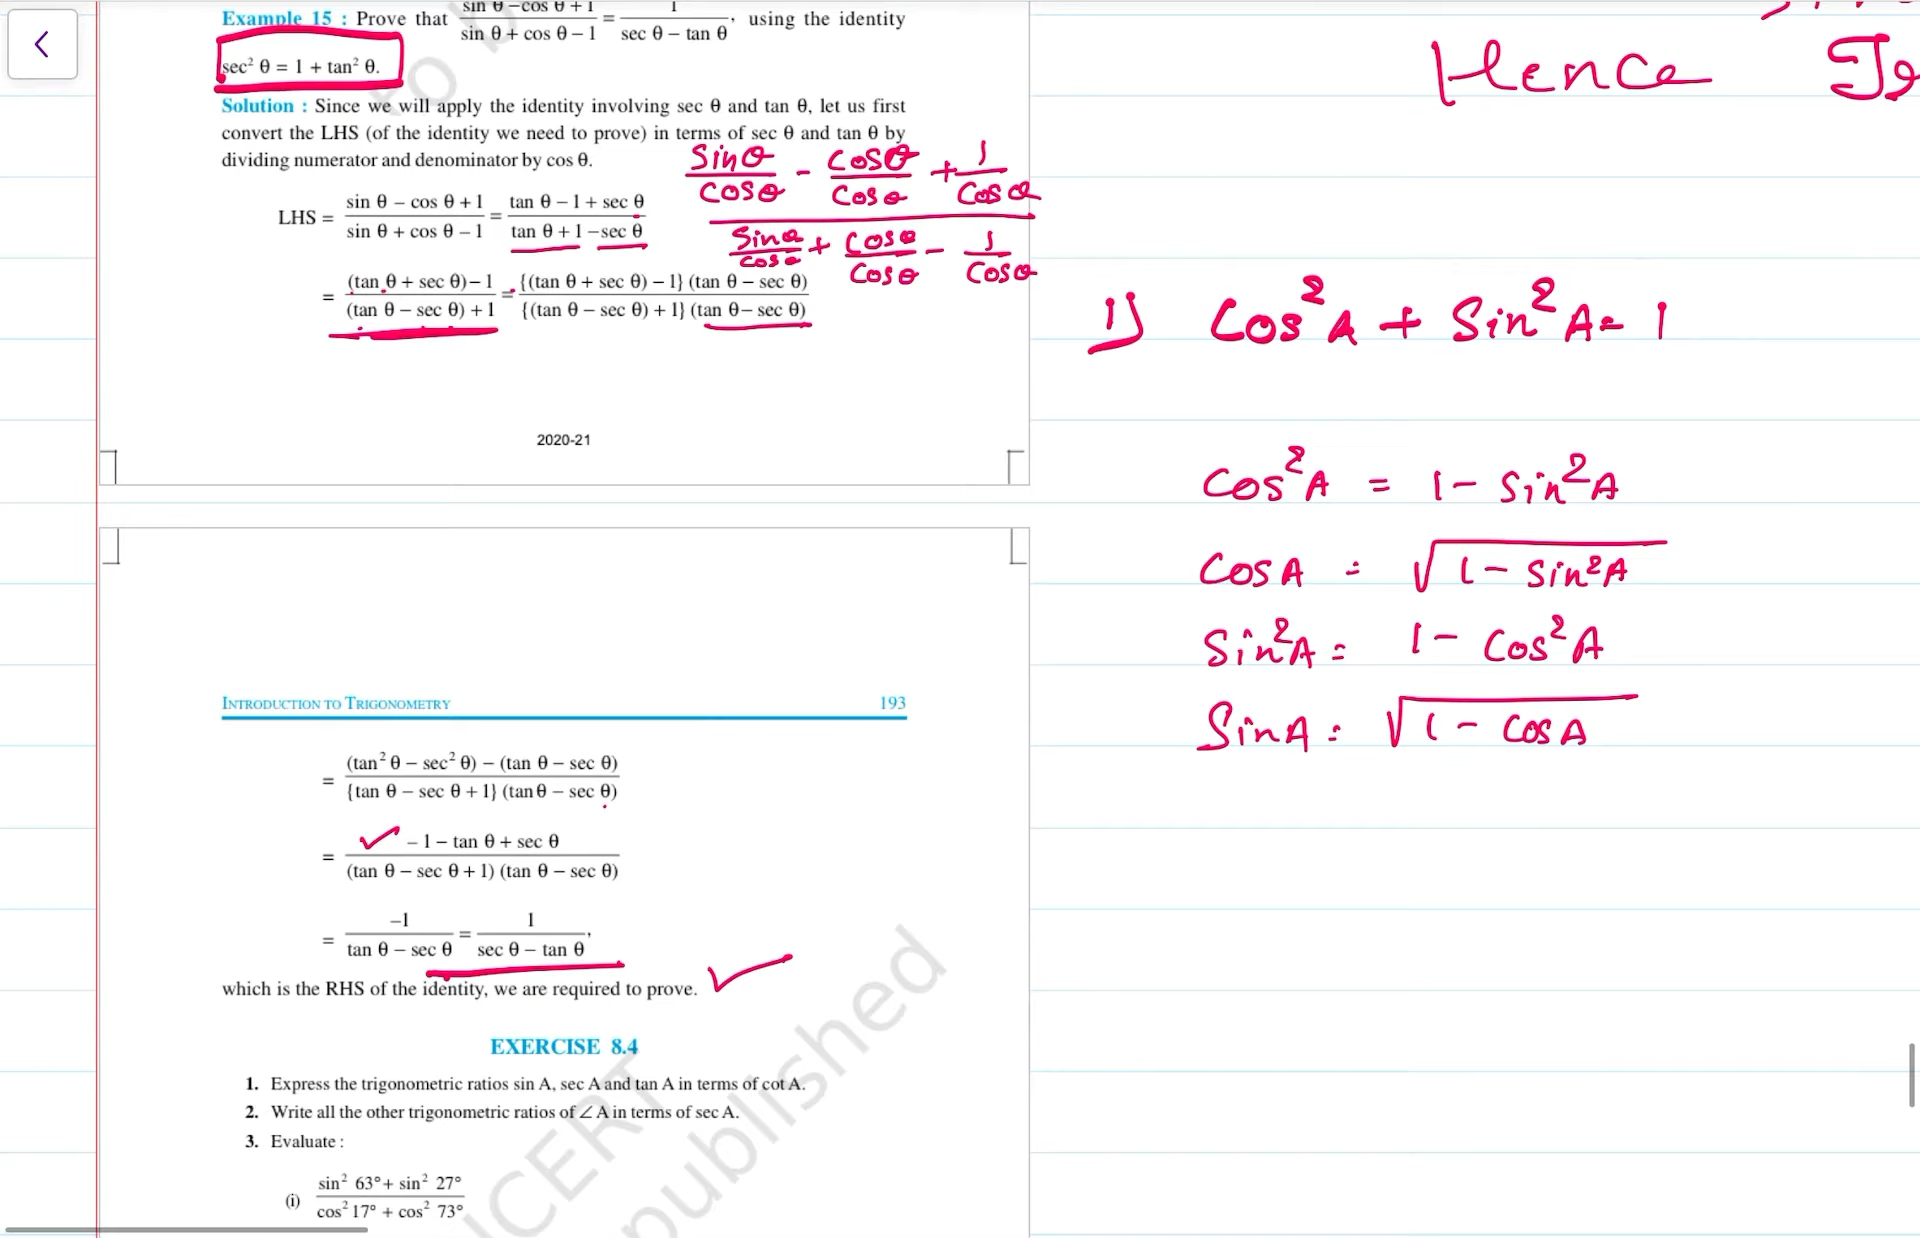 Example 15 : Prove that (sin θ – cos θ + 1)/(sin θ + cos θ – 1) = 1/(sec θ – tan θ), using the identity
sec² θ = 1 + tan² θ.
Solution : Since we will apply the identity involving sec θ and tan θ, let us first
convert the LHS (of the identity we need to prove) in terms of sec θ and tan θ by
dividing numerator and denominator by cos θ.
LHS = (sin θ – cos θ + 1)/(sin θ + cos θ – 1) = (tan θ – 1 + sec θ)/(tan θ + 1 – sec θ)
= ((tan θ + sec θ) – 1)/((tan θ – sec θ) + 1) = ({(tan θ + sec θ) – 1} (tan θ – sec θ))/({(tan θ – sec θ) + 1} (tan θ – sec θ))
Sinθ/Cosθ - Cosθ/Cosθ + 1/Cosθ
Sinθ/Cosθ + Cosθ/Cosθ - 1/Cosθ
2020-21
INTRODUCTION TO TRIGONOMETRY 193
= ((tan² θ – sec² θ) – (tan θ – sec θ))/({tan θ – sec θ + 1} (tan θ – sec θ))
= (– 1 – tan θ + sec θ)/((tan θ – sec θ + 1) (tan θ – sec θ))
= –1/(tan θ – sec θ) = 1/(sec θ – tan θ),
which is the RHS of the identity, we are required to prove.
EXERCISE 8.4
1. Express the trigonometric ratios sin A, sec A and tan A in terms of cot A.
2. Write all the other trigonometric ratios of ∠A in terms of sec A.
3. Evaluate :
(i) (sin² 63° + sin² 27°)/(cos² 17° + cos² 73°)
Hence
1) Cos²A + Sin²A = 1
Cos²A = 1 - Sin²A
CosA = √(1 - Sin²A)
Sin²A = 1 - Cos²A
SinA = √(1 - CosA)
NCERT
published